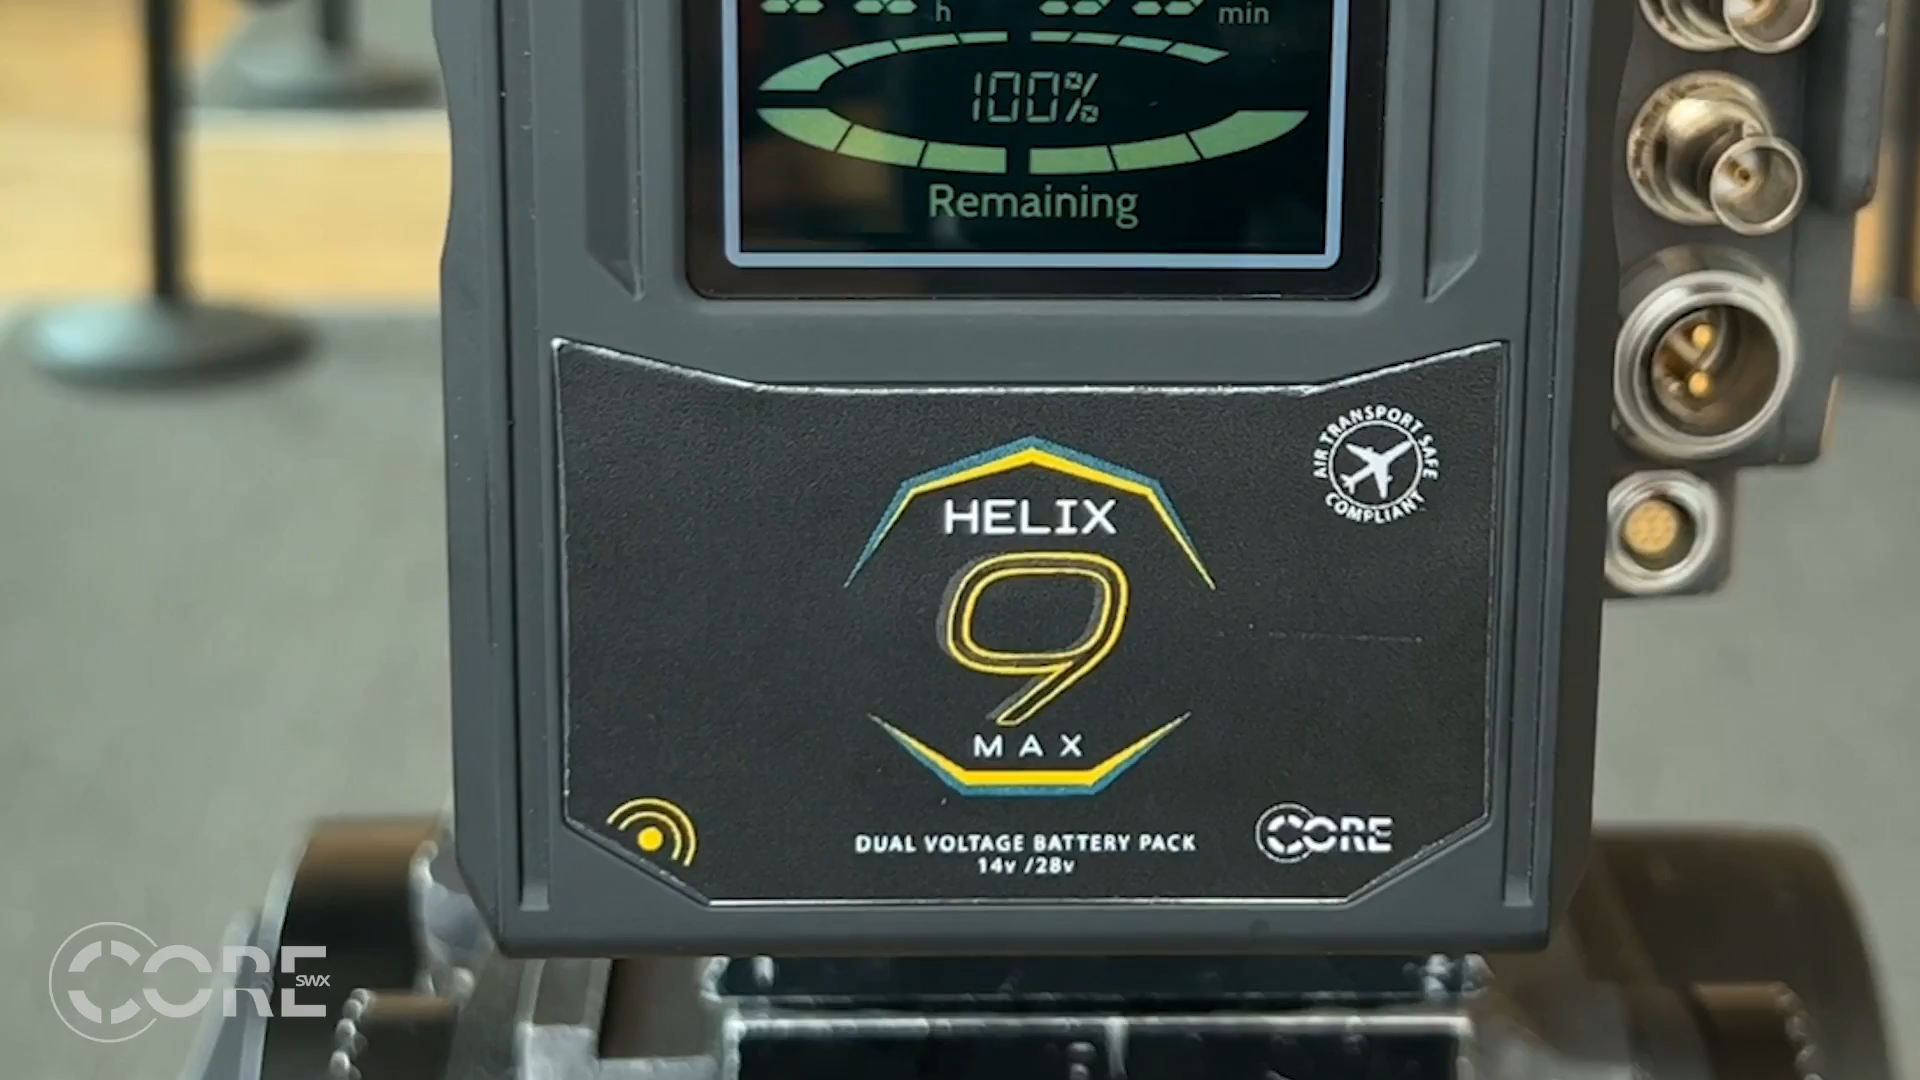 h min
100%
Remaining
AIR TRANSPORT SAFE
COMPLIANT
HELIX
9
MAX
DUAL VOLTAGE BATTERY PACK
14v /28v
CORE
CORE
SWX